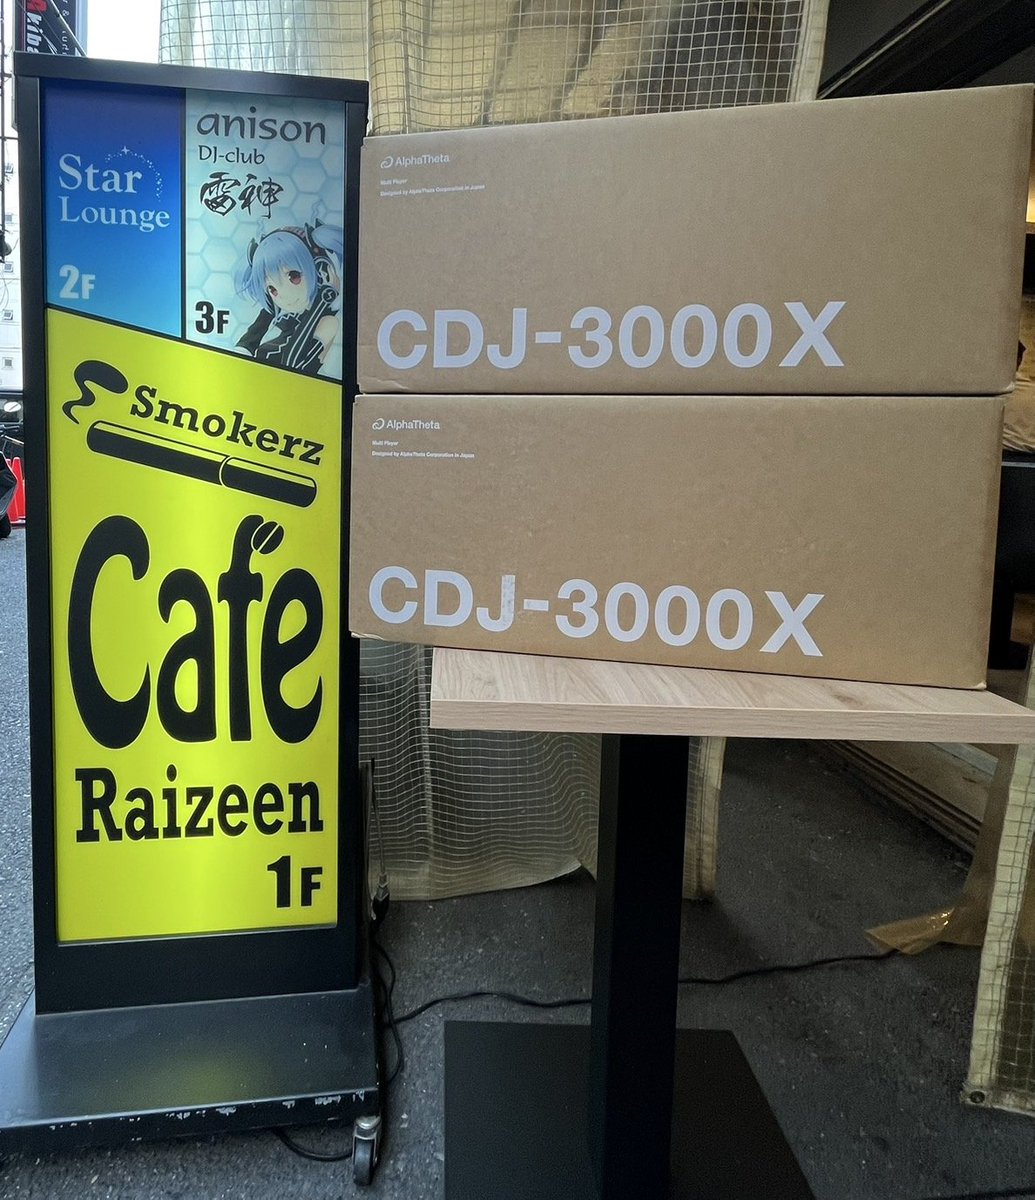 Star
Lounge
2F
anison
DJ-club
雷神
3F
Smokerz
Café
Raizeen
1F
AlphaTheta
Multi Player
Designed by AlphaTheta Corporation in Japan
CDJ-3000X
AlphaTheta
Multi Player
Designed by AlphaTheta Corporation in Japan
CDJ-3000X